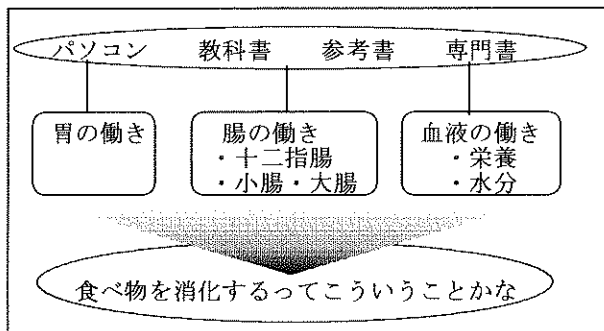 パソコン 教科書 参考書 専門書
胃の働き
腸の働き
・十二指腸
・小腸・大腸
血液の働き
・栄養
・水分
食べ物を消化するってこういうことかな